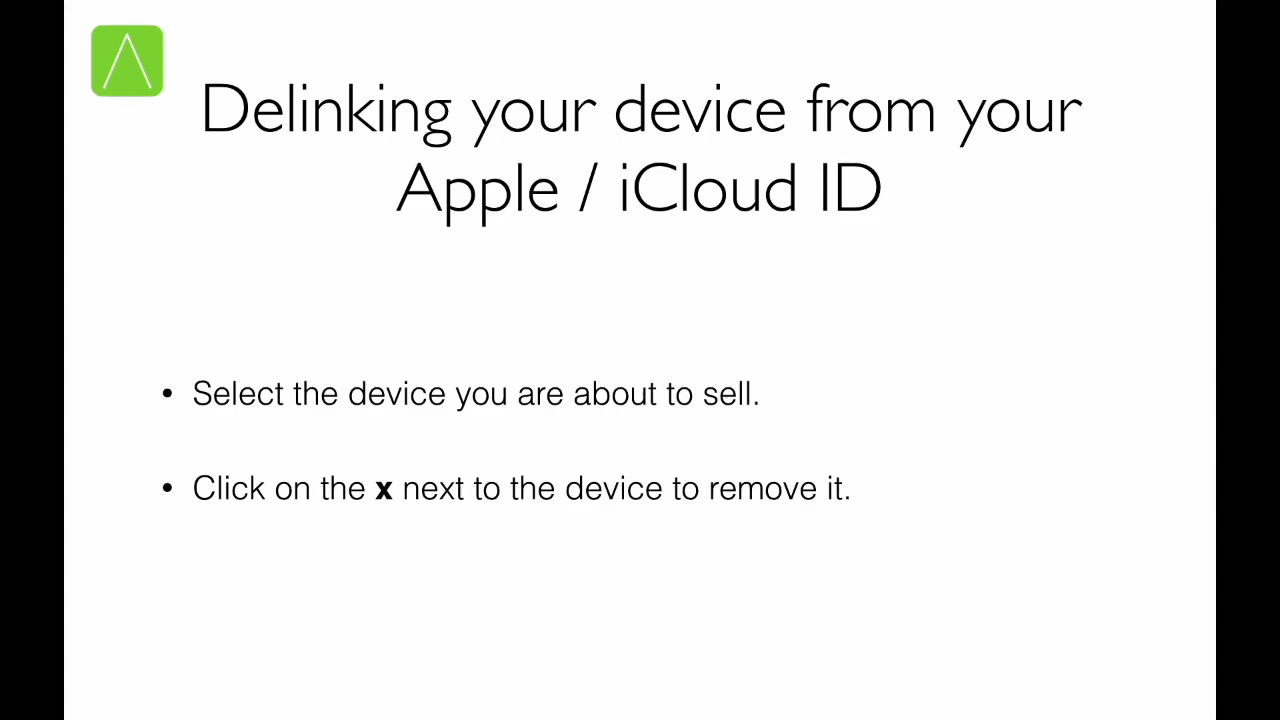 Delinking your device from your
Apple / iCloud ID
• Select the device you are about to sell.
• Click on the x next to the device to remove it.